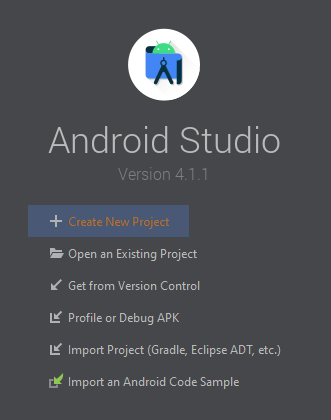 Android Studio
Version 4.1.1
Create New Project
Open an Existing Project
Get from Version Control
Profile or Debug APK
Import Project (Gradle, Eclipse ADT, etc.)
Import an Android Code Sample